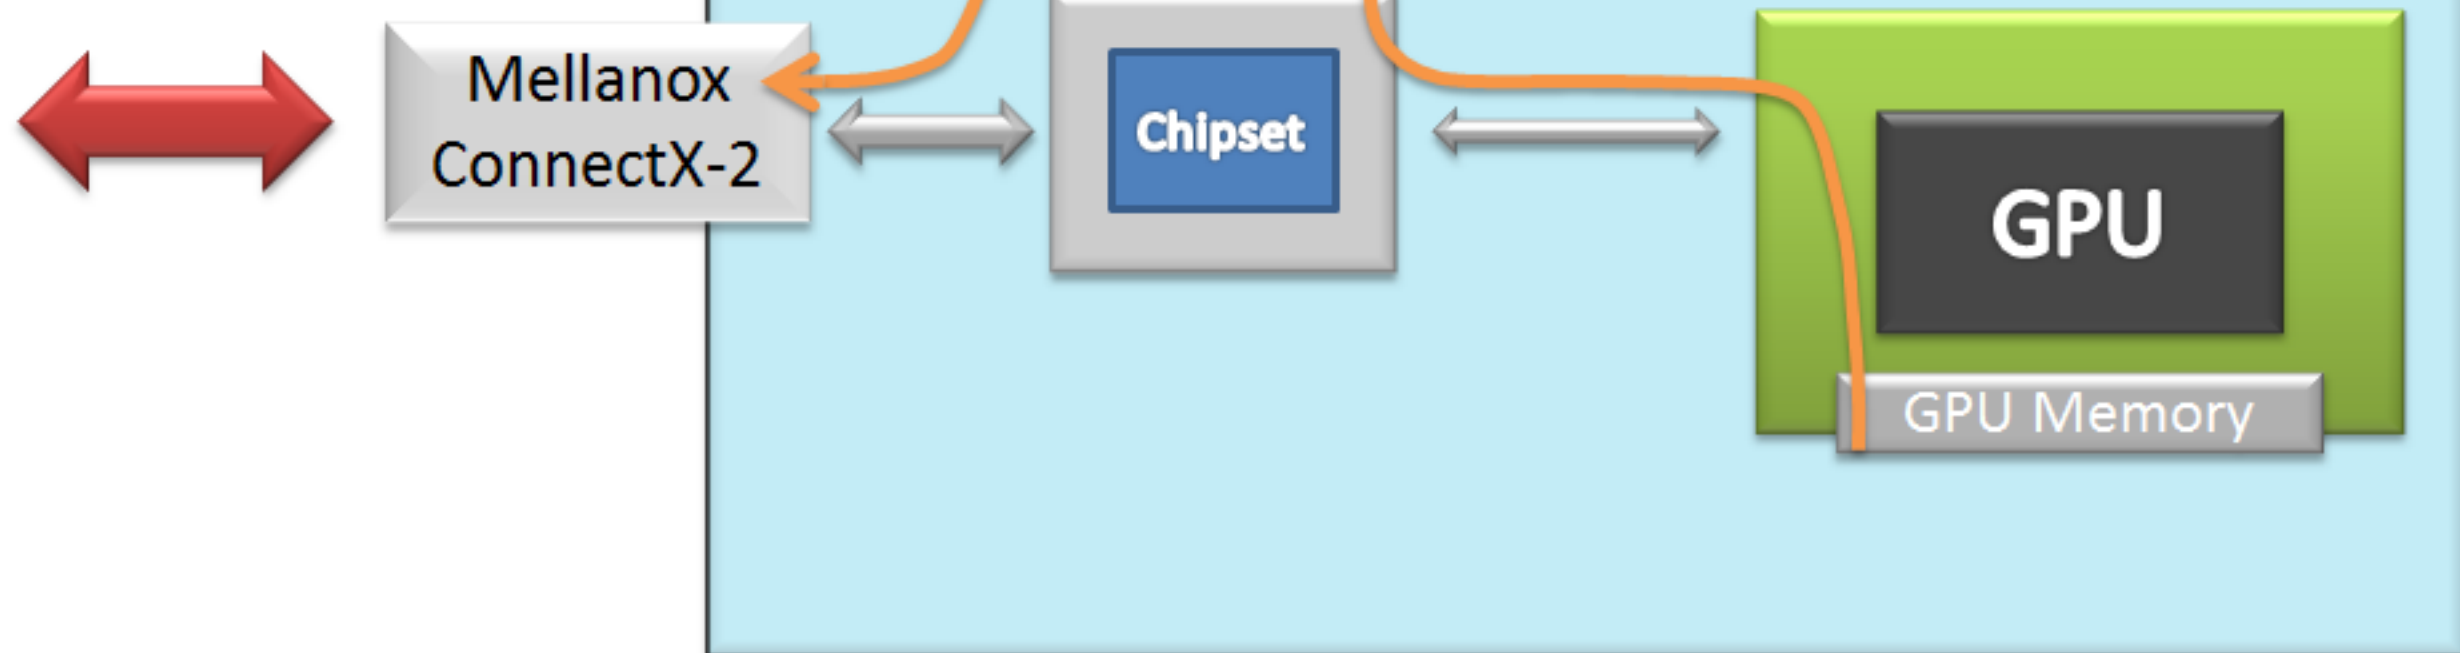 Mellanox
ConnectX-2
Chipset
GPU
GPU Memory